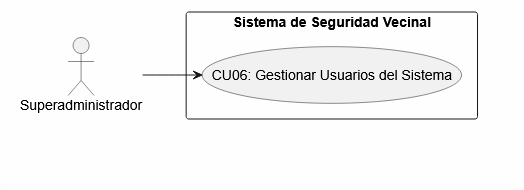 Sistema de Seguridad Vecinal
CU06: Gestionar Usuarios del Sistema
Superadministrador